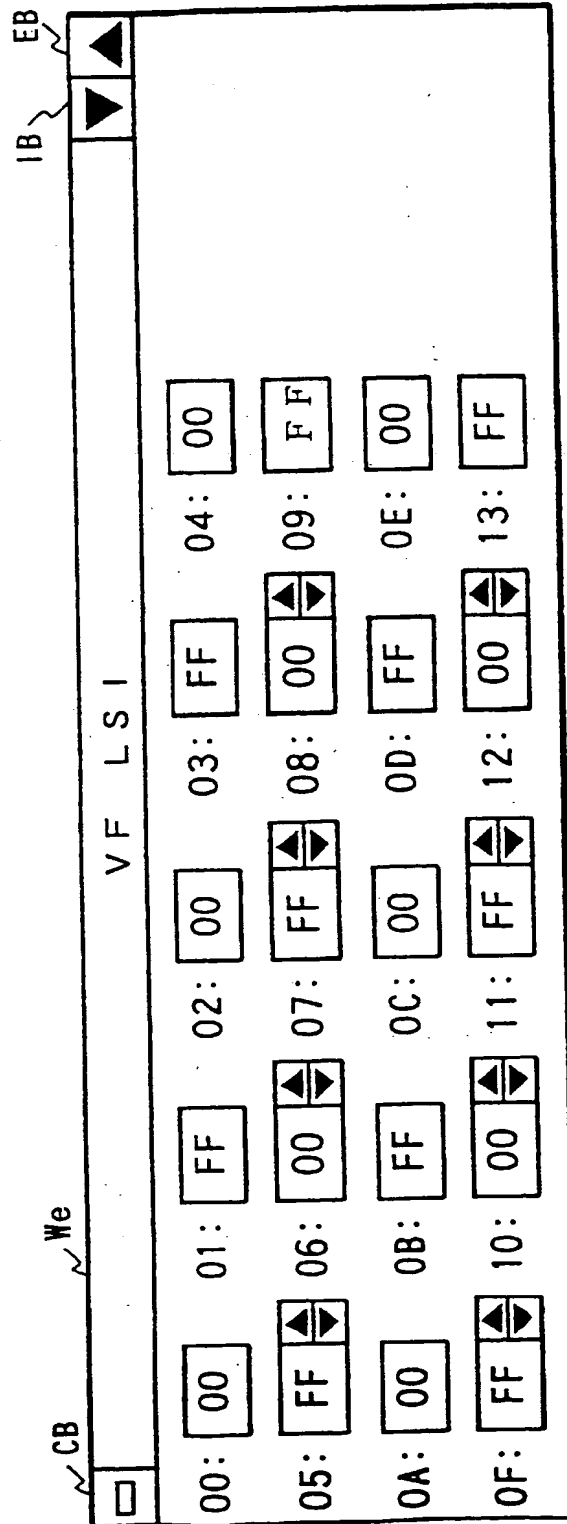 CB We IB EB
VF LSI
00: 00 01: FF 02: 00 03: FF 04: 00
05: FF 06: 00 07: FF 08: 00 09: FF
0A: 00 0B: FF 0C: 00 0D: FF 0E: 00
0F: FF 10: 00 11: FF 12: 00 13: FF